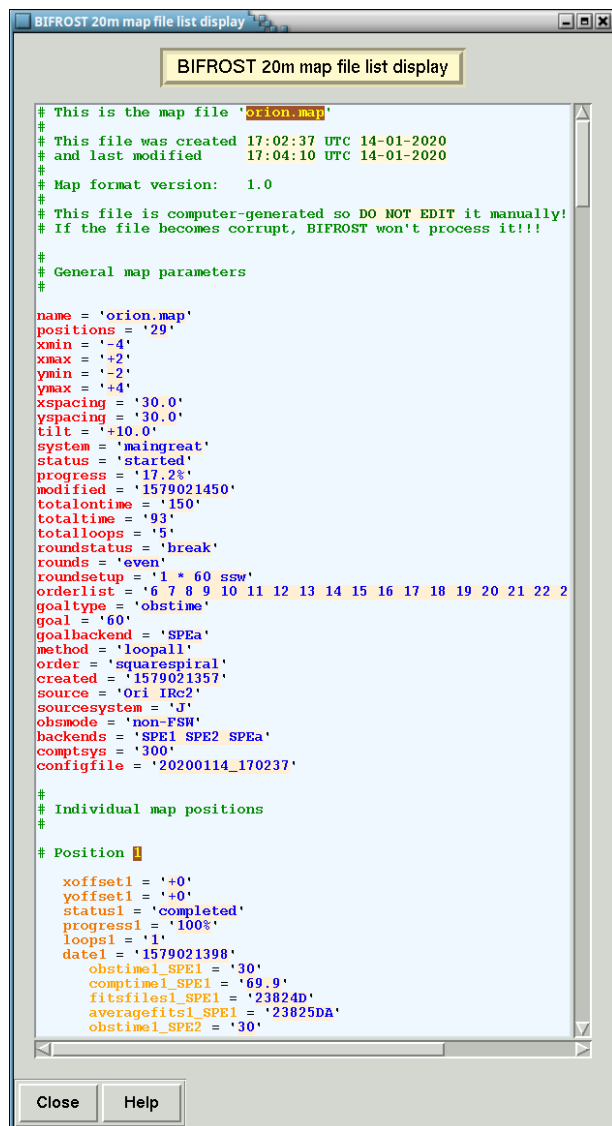 BIFROST 20m map file list display
BIFROST 20m map file list display
# This is the map file 'orion.map'
#
# This file was created 17:02:37 UTC 14-01-2020
# and last modified     17:04:10 UTC 14-01-2020
#
# Map format version:   1.0
#
# This file is computer-generated so DO NOT EDIT it manually!
# If the file becomes corrupt, BIFROST won't process it!!!
#
# General map parameters
#
name = 'orion.map'
positions = '29'
xmin = '-4'
xmax = '+2'
ymin = '-2'
ymax = '+4'
xspacing = '30.0'
yspacing = '30.0'
tilt = '+10.0'
system = 'maingreat'
status = 'started'
progress = '17.2%'
modified = '1579021450'
totalontime = '150'
totaltime = '93'
totalloops = '5'
roundstatus = 'break'
rounds = 'even'
roundsetup = '1 * 60 ssw'
orderlist = '6 7 8 9 10 11 12 13 14 15 16 17 18 19 20 21 22 2
goaltype = 'obstime'
goal = '60'
goalbackend = 'SPEa'
method = 'loopall'
order = 'squarespiral'
created = '1579021357'
source = 'Ori IRc2'
sourcesystem = 'J'
obsmode = 'non-FSW'
backends = 'SPE1 SPE2 SPEa'
comptsys = '300'
configfile = '20200114_170237'
#
# Individual map positions
#
# Position 1
xoffset1 = '+0'
yoffset1 = '+0'
status1 = 'completed'
progress1 = '100%'
loops1 = '1'
date1 = '1579021398'
obstime1_SPE1 = '30'
comptime1_SPE1 = '69.9'
fitsfiles1_SPE1 = '23824D'
averagefits1_SPE1 = '23825DA'
obstime1_SPE2 = '30'
Close
Help